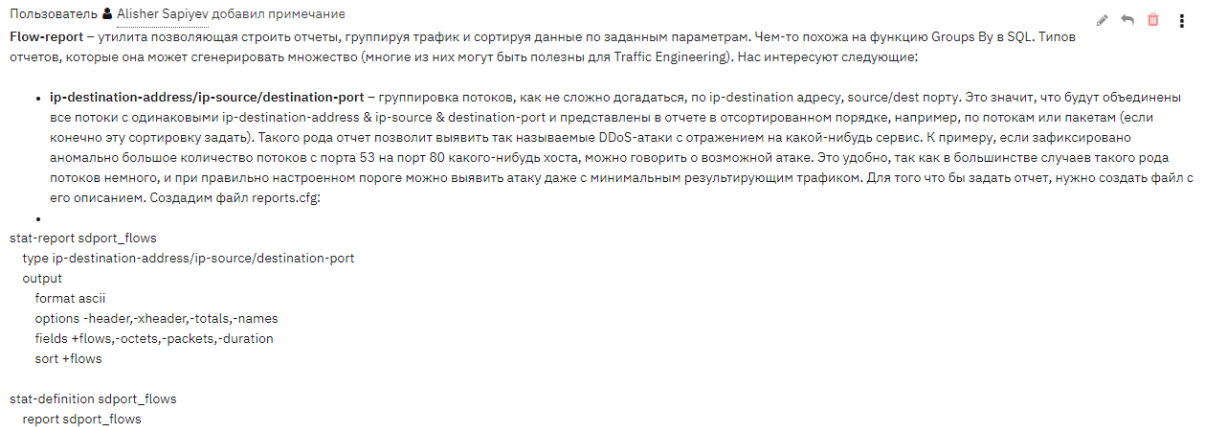 Пользователь Alisher Sapiyev добавил примечание
Flow-report – утилита позволяющая строить отчеты, группируя трафик и сортируя данные по заданным параметрам. Чем-то похожа на функцию Groups By в SQL. Типов
отчетов, которые она может сгенерировать множество (многие из них могут быть полезны для Traffic Engineering). Нас интересуют следующие:
• ip-destination-address/ip-source/destination-port – группировка потоков, как не сложно догадаться, по ip-destination адресу, source/dest порту. Это значит, что будут объединены
все потоки с одинаковыми ip-destination-address & ip-source & destination-port и представлены в отчете в отсортированном порядке, например, по потокам или пакетам (если
конечно эту сортировку задать). Такого рода отчет позволит выявить так называемые DDoS-атаки с отражением на какой-нибудь сервис. К примеру, если зафиксировано
аномально большое количество потоков с порта 53 на порт 80 какого-нибудь хоста, можно говорить о возможной атаке. Это удобно, так как в большинстве случаев такого рода
потоков немного, и при правильно настроенном пороге можно выявить атаку даже с минимальным результирующим трафиком. Для того что бы задать отчет, нужно создать файл с
его описанием. Создадим файл reports.cfg:
•
stat-report sdport_flows
type ip-destination-address/ip-source/destination-port
output
format ascii
options -header,-xheader,-totals,-names
fields +flows,-octets,-packets,-duration
sort +flows
stat-definition sdport_flows
report sdport_flows